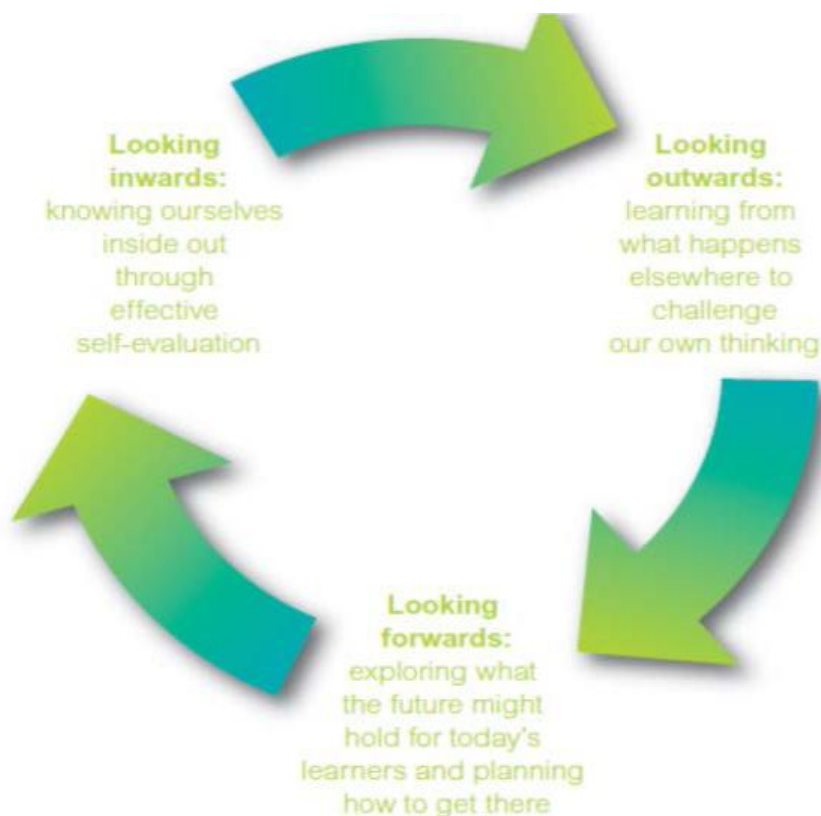 Looking
inwards:
knowing ourselves
inside out
through
effective
self-evaluation
Looking
outwards:
learning from
what happens
elsewhere to
challenge
our own thinking
Looking
forwards:
exploring what
the future might
hold for today's
learners and planning
how to get there